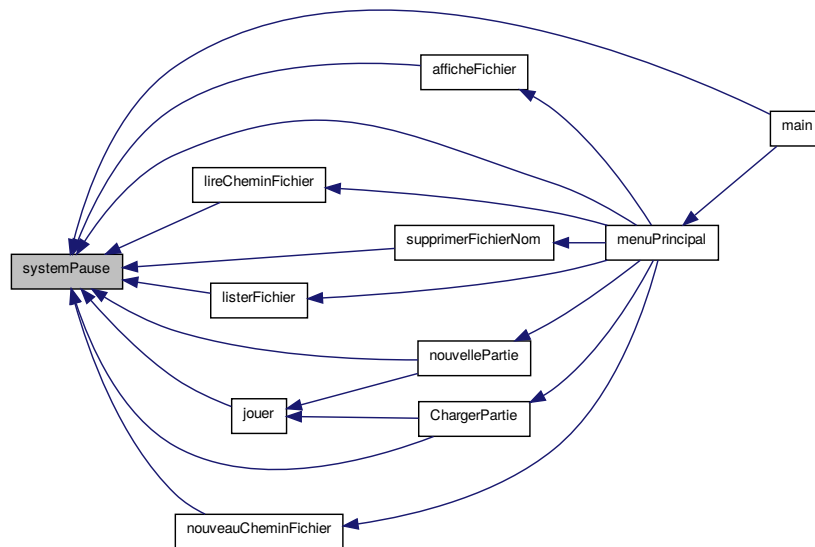 afficheFichier
main
lireCheminFichier
supprimerFichierNom
menuPrincipal
systemPause
listerFichier
nouvellePartie
jouer
ChargerPartie
nouveauCheminFichier